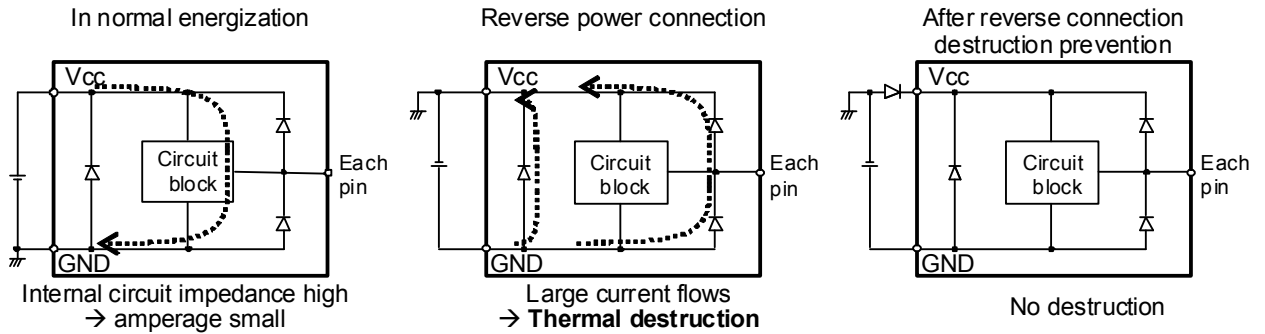 In normal energization
Vcc
Circuit
block
Each
pin
GND
Internal circuit impedance high
→ amperage small
Reverse power connection
Vcc
Circuit
block
Each
pin
GND
Large current flows
→ Thermal destruction
After reverse connection
destruction prevention
Vcc
Circuit
block
Each
pin
GND
No destruction